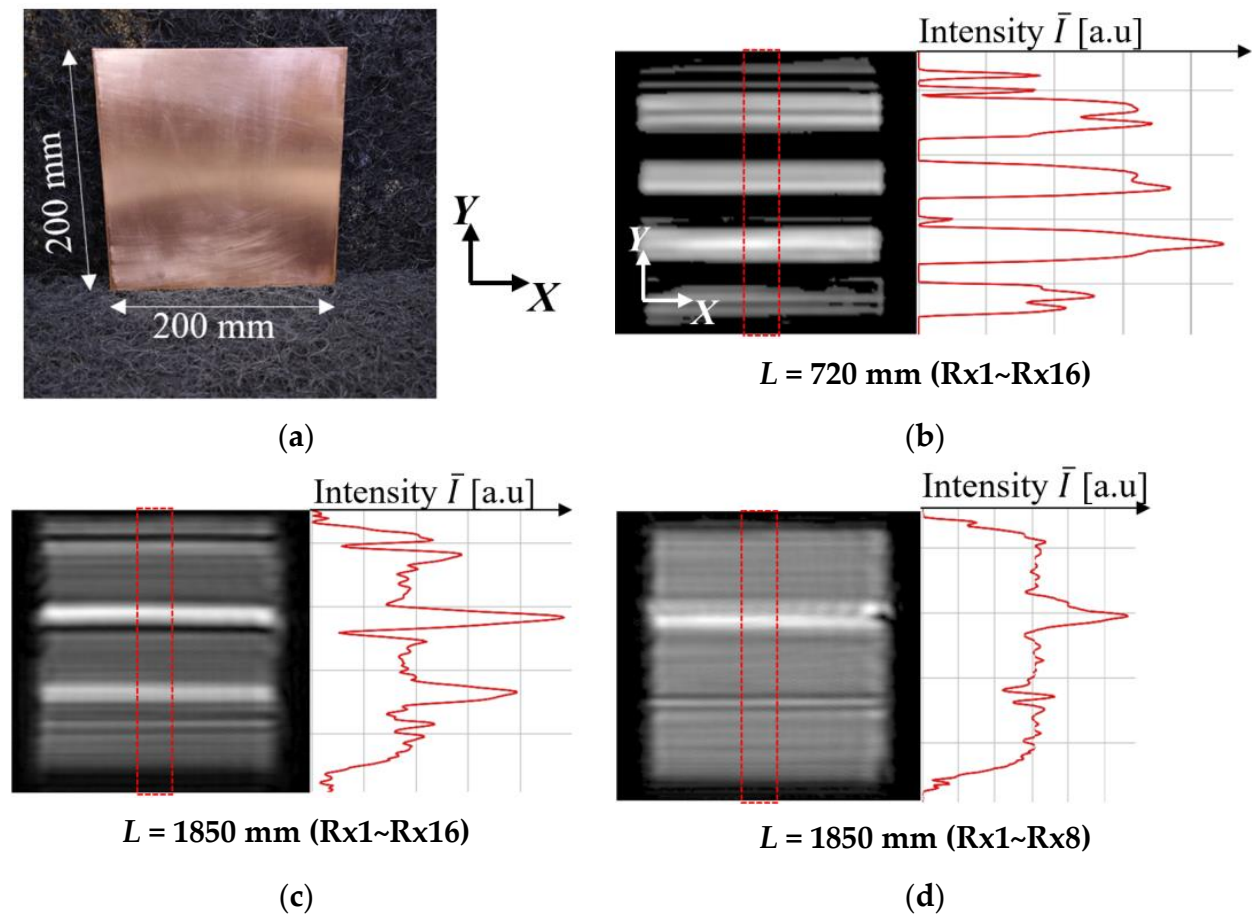 200 mm
200 mm
Y
X
(a)
Intensity Ī [a.u]
Y
X
L = 720 mm (Rx1~Rx16)
(b)
Intensity Ī [a.u]
L = 1850 mm (Rx1~Rx16)
(c)
Intensity Ī [a.u]
L = 1850 mm (Rx1~Rx8)
(d)